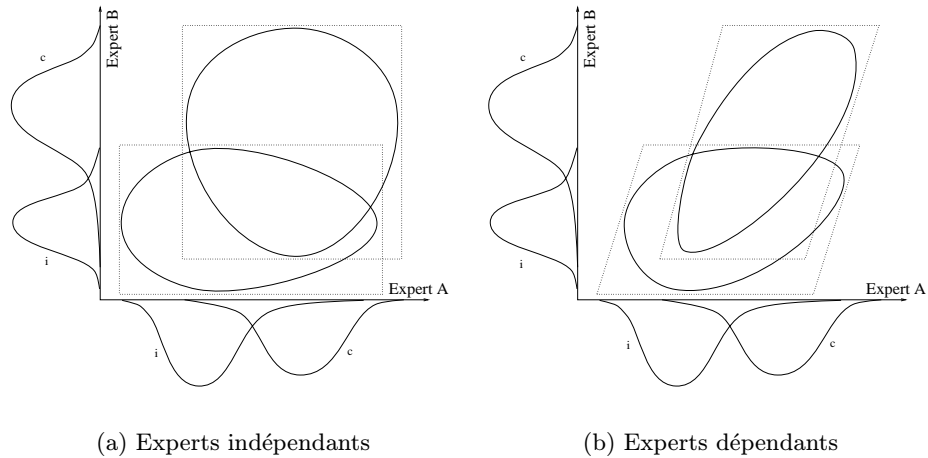 c
Expert B
i
Expert A
i
c
c
Expert B
i
Expert A
i
c
(a) Experts indépendants
(b) Experts dépendants